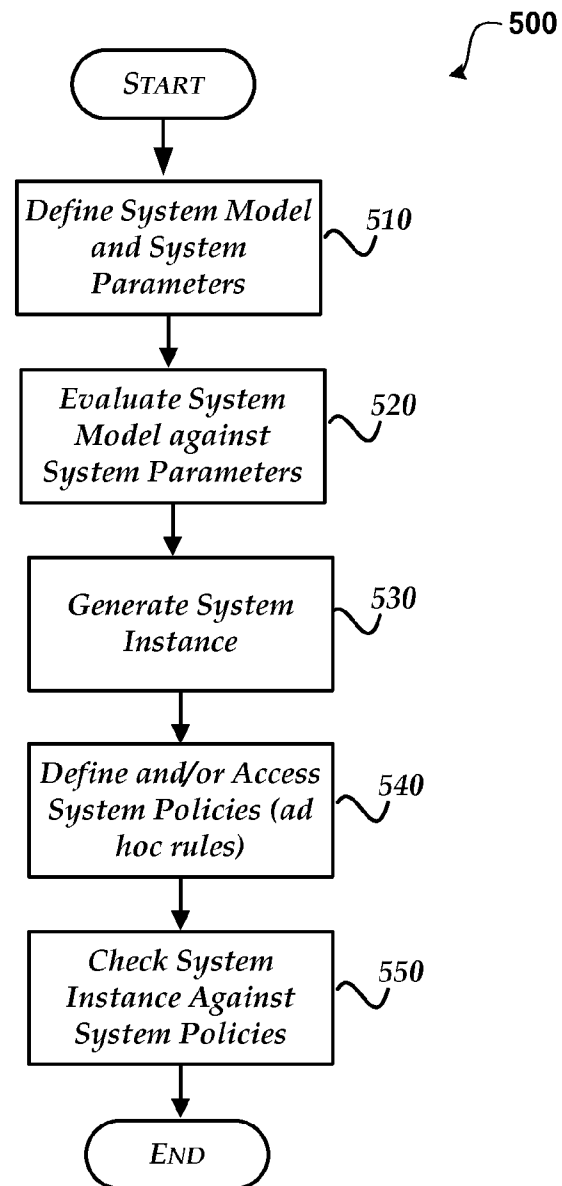 500
START
Define System Model
and System
Parameters
510
Evaluate System
Model against
System Parameters
520
Generate System
Instance
530
Define and/or Access
System Policies (ad
hoc rules)
540
Check System
Instance Against
System Policies
550
END